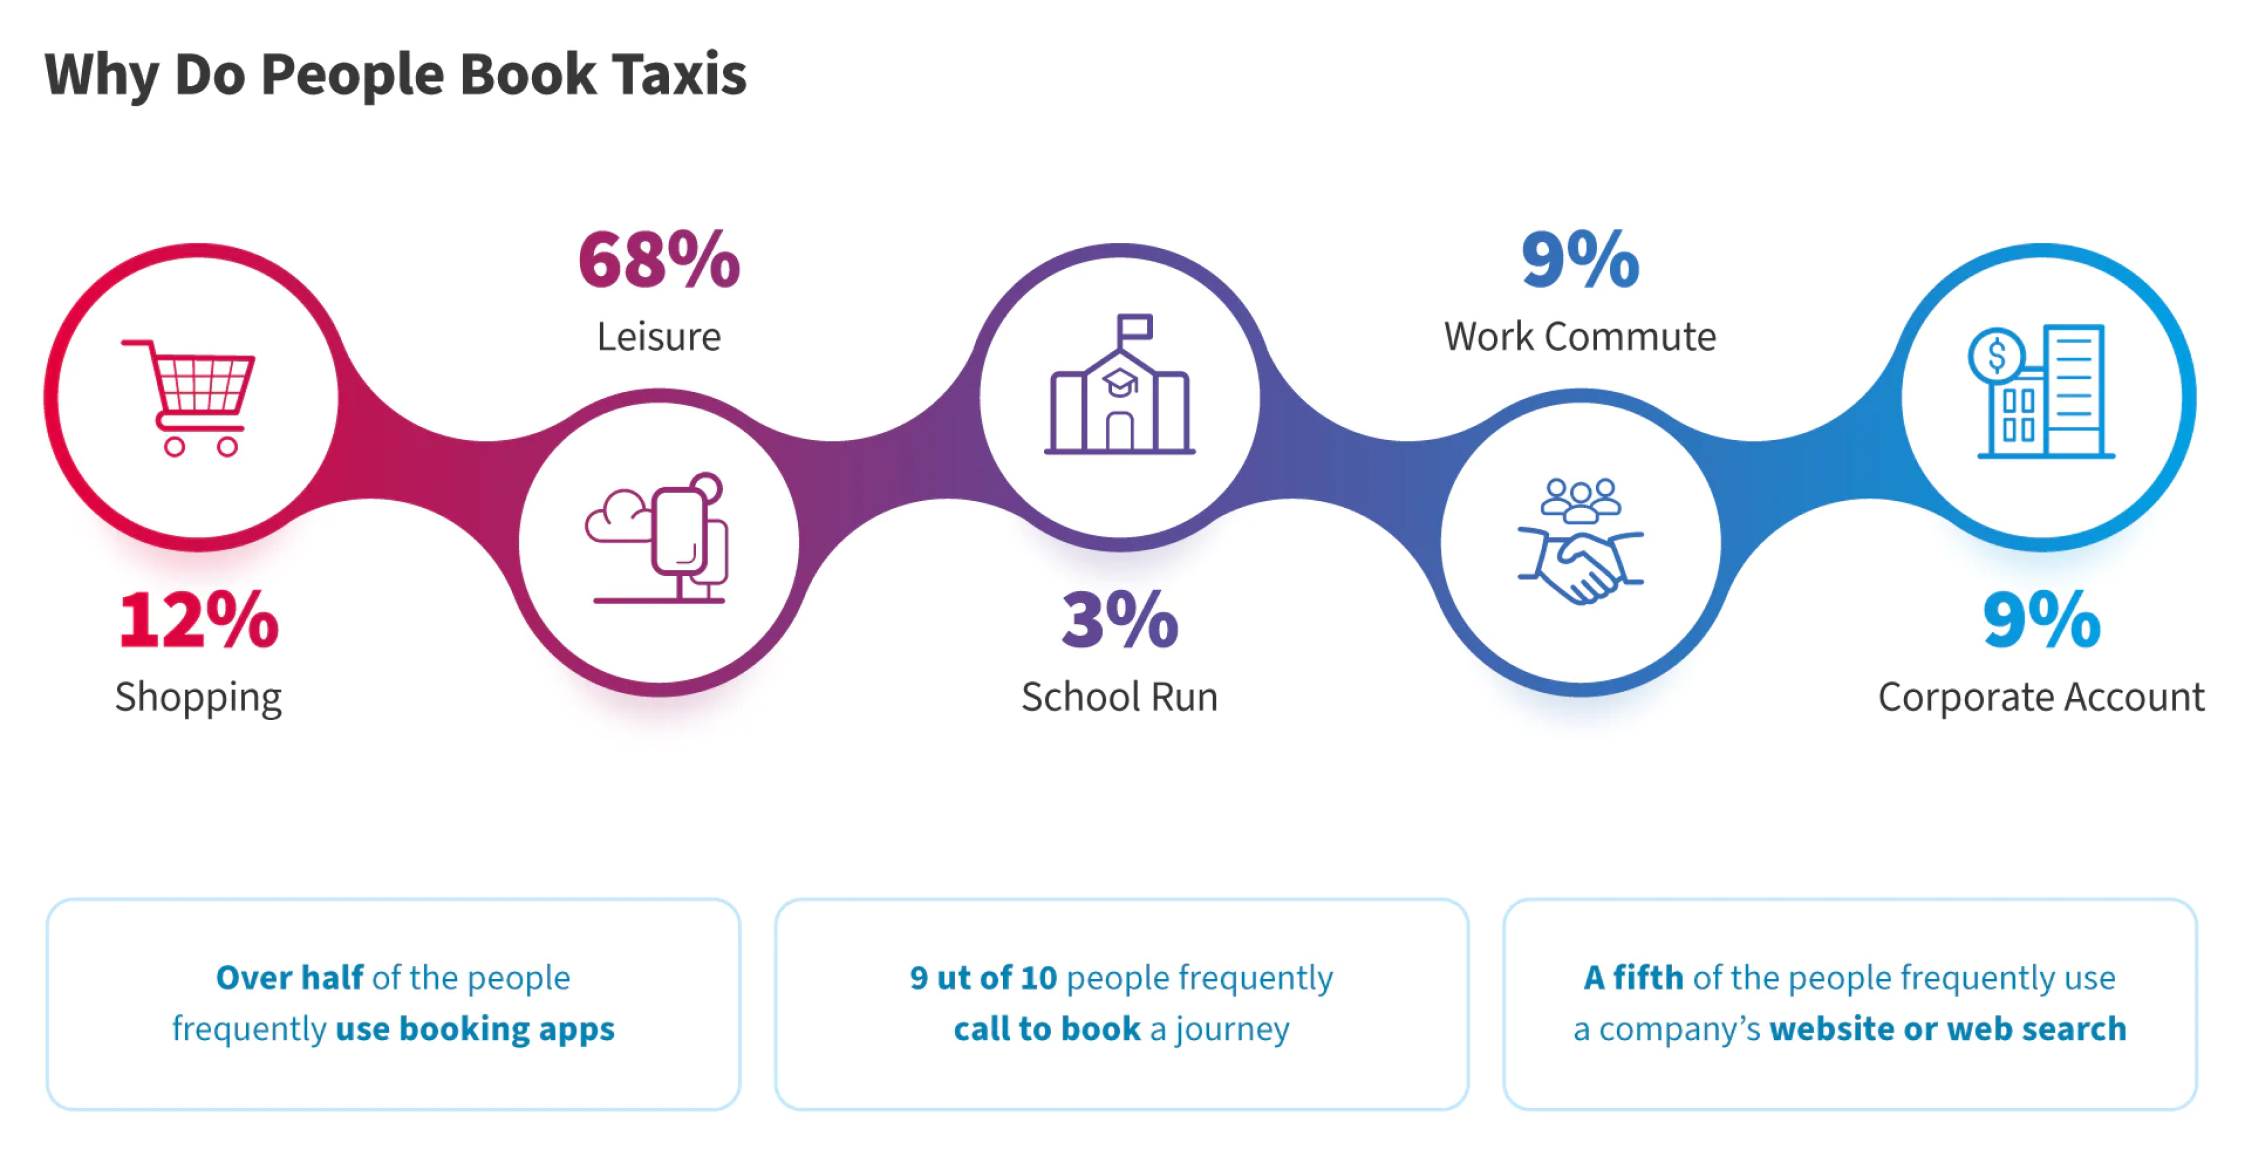 Why Do People Book Taxis
12%
Shopping
68%
Leisure
3%
School Run
9%
Work Commute
$
9%
Corporate Account
Over half of the people
frequently use booking apps
9 ut of 10 people frequently
call to book a journey
A fifth of the people frequently use
a company’s website or web search